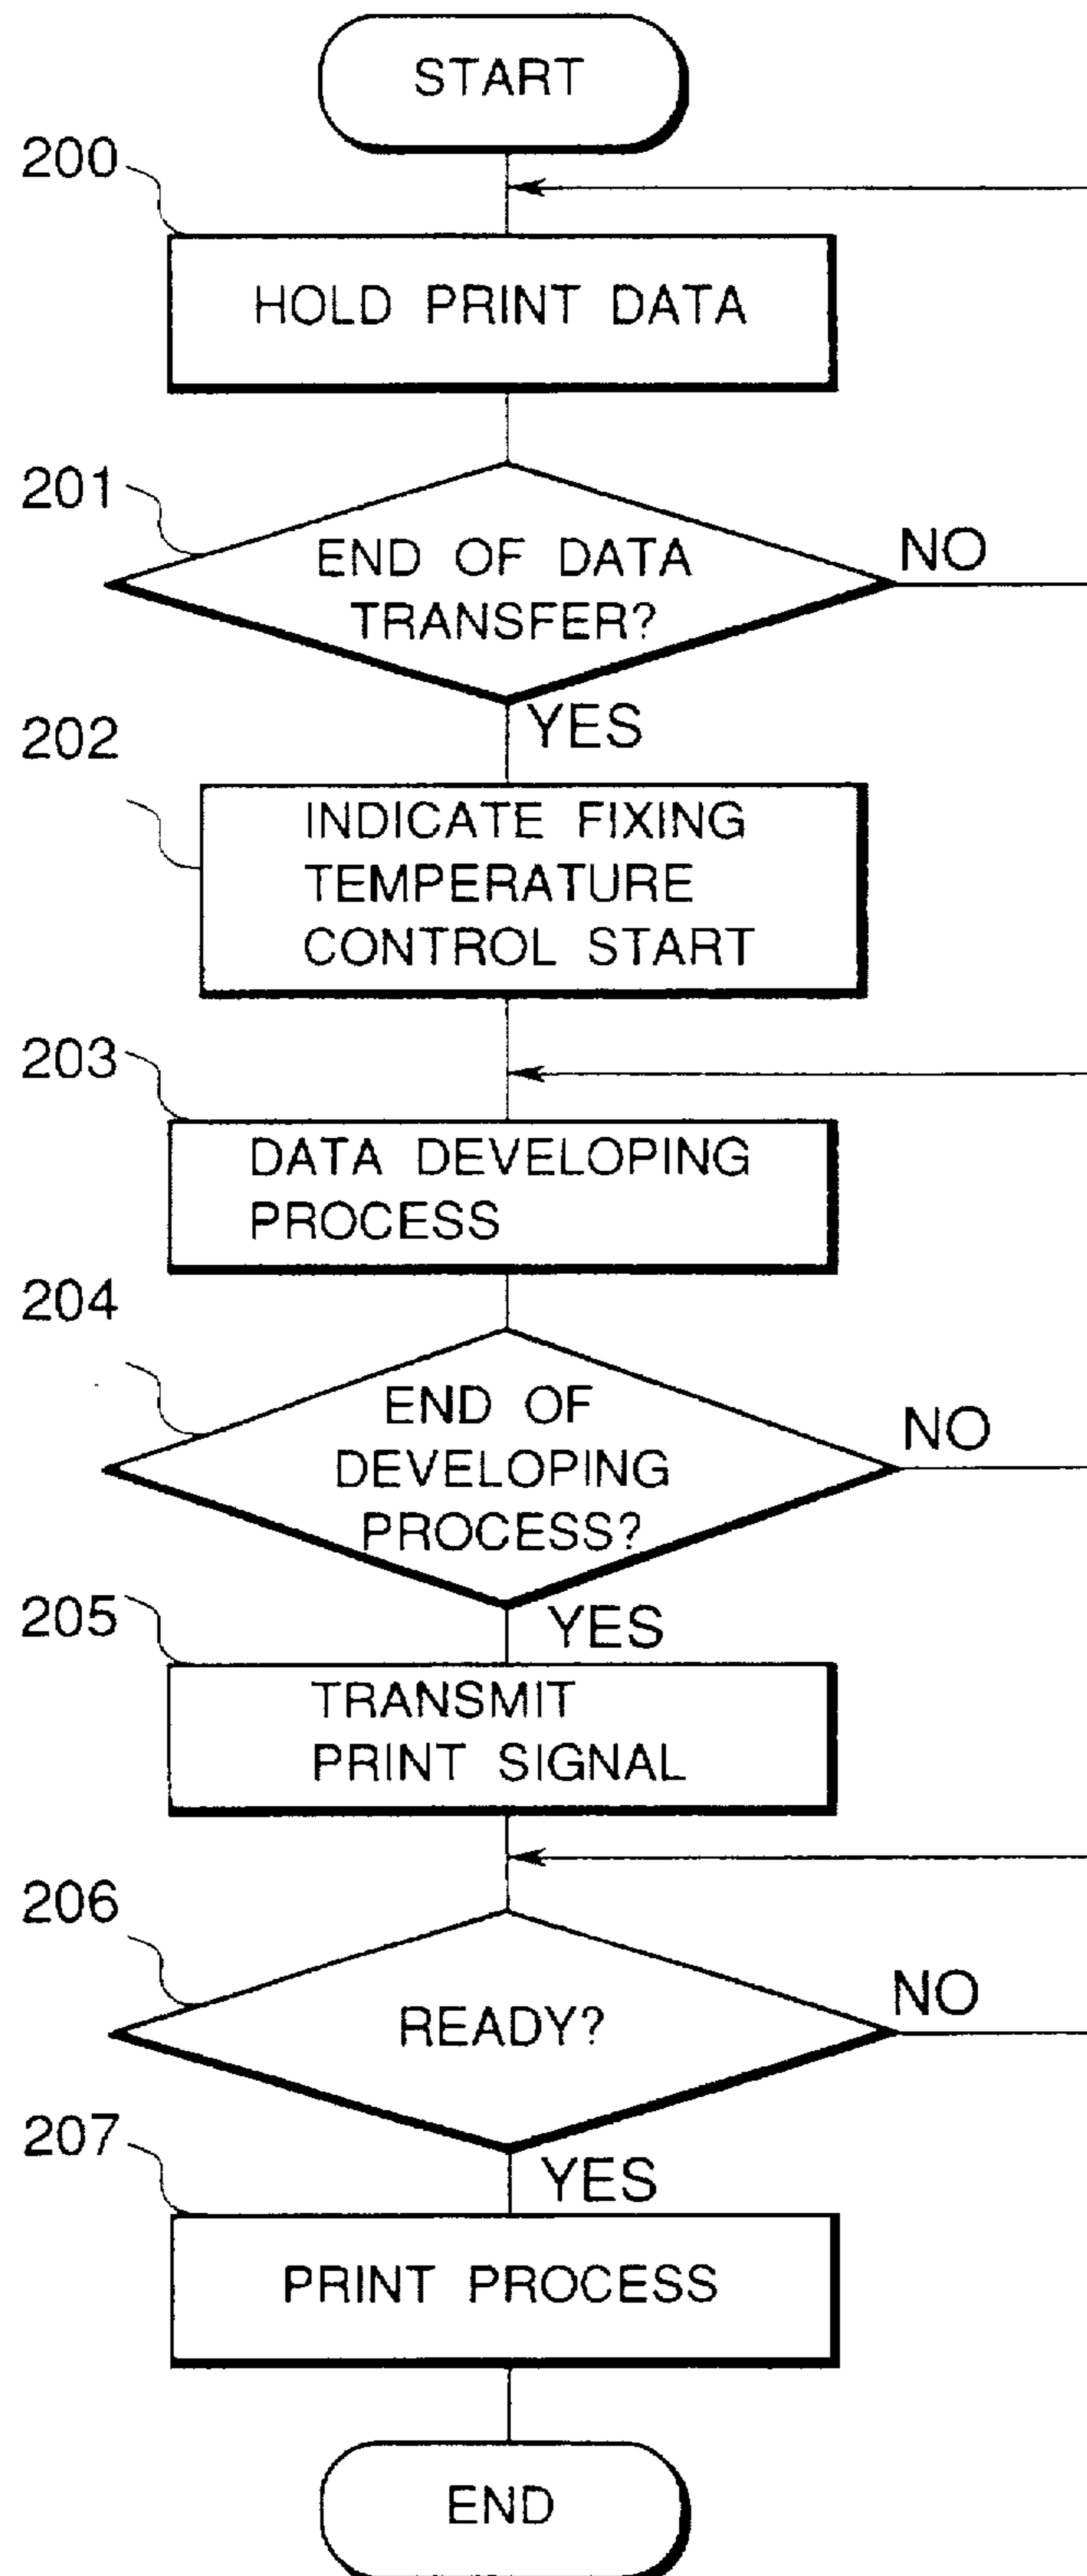 START
200
HOLD PRINT DATA
201
END OF DATA
TRANSFER?
NO
YES
202
INDICATE FIXING
TEMPERATURE
CONTROL START
203
DATA DEVELOPING
PROCESS
204
END OF
DEVELOPING
PROCESS?
NO
YES
205
TRANSMIT
PRINT SIGNAL
206
READY?
NO
YES
207
PRINT PROCESS
END